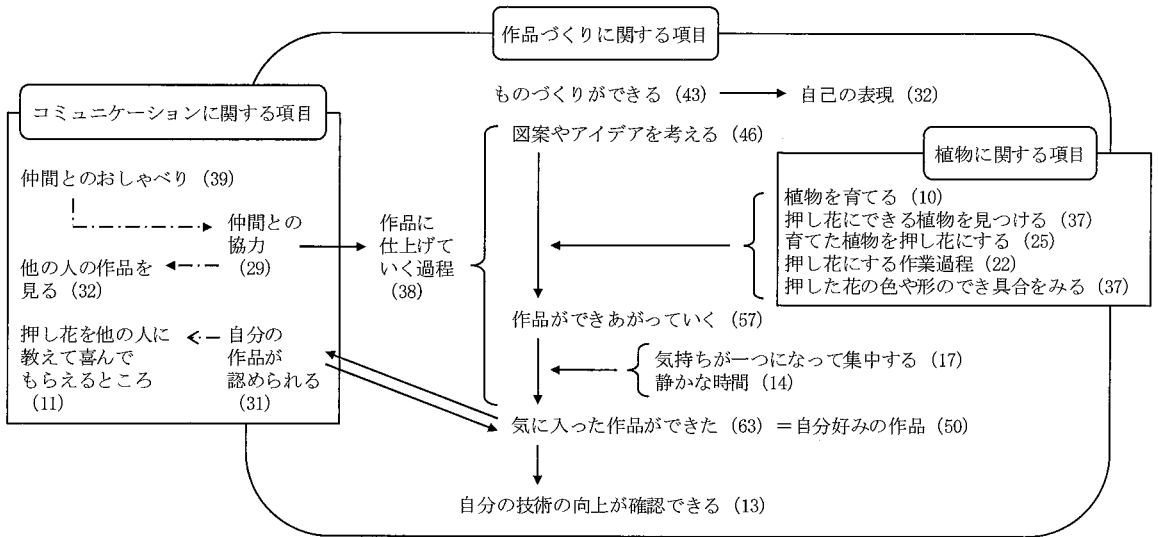 作品づくりに関する項目
ものづくりができる (43)
自己の表現 (32)
コミュニケーションに関する項目
図案やアイデアを考える (46)
植物に関する項目
仲間とのおしゃべり (39)
仲間との
協力
(29)
他の人の作品を
見る (32)
押し花を他の人に
教えて喜んで
もらえるところ
(11)
自分の
作品が
認められる
(31)
作品に
仕上げて
いく過程
(38)
植物を育てる (10)
押し花にできる植物を見つける (37)
育てた植物を押し花にする (25)
押し花にする作業過程 (22)
押した花の色や形のでき具合をみる (37)
作品ができあがっていく (57)
気持ちが一つになって集中する (17)
静かな時間 (14)
気に入った作品ができた (63) =自分好みの作品 (50)
自分の技術の向上が確認できる (13)